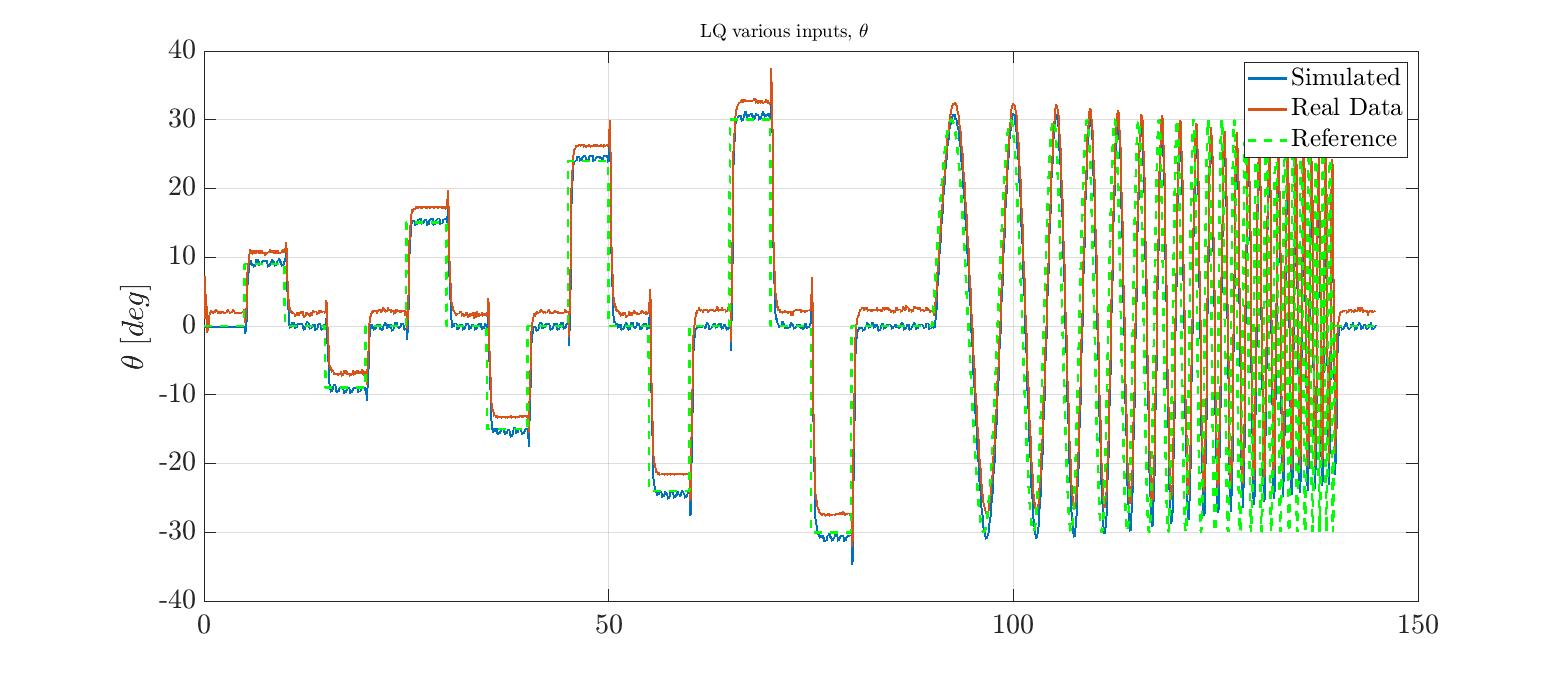 LQ various inputs, θ
Simulated
Real Data
Reference
θ [deg]
40
30
20
10
0
-10
-20
-30
-40
0
50
100
150